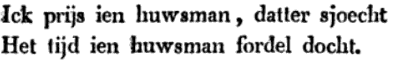 Ick prijs ien huwsman, datter sjoecht
Het tijd ien huwsman fordel docht.